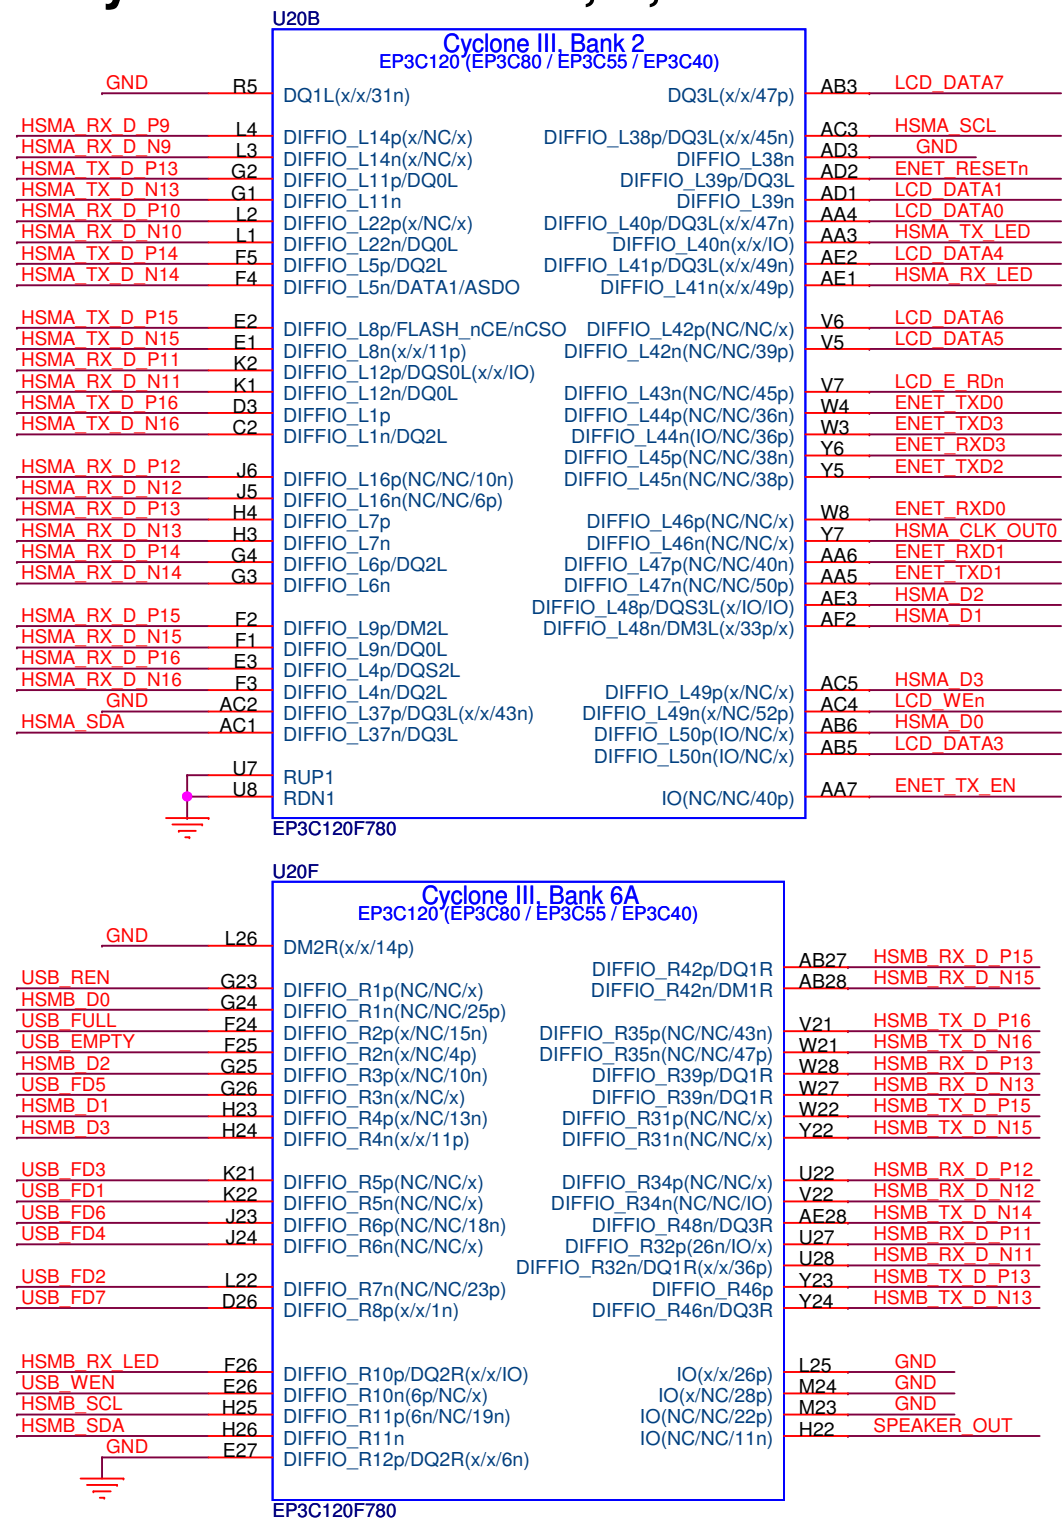 U20B
Cyclone III, Bank 2
EP3C120 (EP3C80 / EP3C55 / EP3C40)
GND R5 DQ1L(x/x/31n) DQ3L(x/x/47p) AB3 LCD_DATA7
HSMA_RX_D_P9 L4 DIFFIO_L14p(x/NC/x) DIFFIO_L38p/DQ3L(x/x/45n) AC3 HSMA_SCL
HSMA_RX_D_N9 L3 DIFFIO_L14n(x/NC/x) DIFFIO_L38n AD3 GND
HSMA_TX_D_P13 G2 DIFFIO_L11p/DQ0L DIFFIO_L39p/DQ3L AD2 ENET_RESETn
HSMA_TX_D_N13 G1 DIFFIO_L11n DIFFIO_L39n AD1 LCD_DATA1
HSMA_RX_D_P10 L2 DIFFIO_L22p(x/NC/x) DIFFIO_L40p/DQ3L(x/x/47n) AA4 LCD_DATA0
HSMA_RX_D_N10 L1 DIFFIO_L22n/DQ0L DIFFIO_L40n(x/x/IO) AA3 HSMA_TX_LED
HSMA_TX_D_P14 F5 DIFFIO_L5p/DQ2L DIFFIO_L41p/DQ3L(x/x/49n) AE2 LCD_DATA4
HSMA_TX_D_N14 F4 DIFFIO_L5n/DATA1/ASDO DIFFIO_L41n(x/x/49p) AE1 HSMA_RX_LED
HSMA_TX_D_P15 E2 DIFFIO_L8p/FLASH_nCE/nCSO DIFFIO_L42p(NC/NC/x) V6 LCD_DATA6
HSMA_TX_D_N15 E1 DIFFIO_L8n(x/x/11p) DIFFIO_L42n(NC/NC/39p) V5 LCD_DATA5
HSMA_RX_D_P11 K2 DIFFIO_L12p/DQS0L(x/x/IO)
HSMA_RX_D_N11 K1 DIFFIO_L12n/DQ0L DIFFIO_L43n(NC/NC/45p) V7 LCD_E_RDn
HSMA_TX_D_P16 D3 DIFFIO_L1p DIFFIO_L44p(NC/NC/36n) W4 ENET_TXD0
HSMA_TX_D_N16 C2 DIFFIO_L1n/DQ2L DIFFIO_L44n(IO/NC/36p) W3 ENET_TXD3
DIFFIO_L45p(NC/NC/38n) Y6 ENET_RXD3
HSMA_RX_D_P12 J6 DIFFIO_L16p(NC/NC/10n) DIFFIO_L45n(NC/NC/38p) Y5 ENET_TXD2
HSMA_RX_D_N12 J5 DIFFIO_L16n(NC/NC/6p)
HSMA_RX_D_P13 H4 DIFFIO_L7p DIFFIO_L46p(NC/NC/x) W8 ENET_RXD0
HSMA_RX_D_N13 H3 DIFFIO_L7n DIFFIO_L46n(NC/NC/x) Y7 HSMA_CLK_OUT0
HSMA_RX_D_P14 G4 DIFFIO_L6p/DQ2L DIFFIO_L47p(NC/NC/40n) AA6 ENET_RXD1
HSMA_RX_D_N14 G3 DIFFIO_L6n DIFFIO_L47n(NC/NC/50p) AA5 ENET_TXD1
DIFFIO_L48p/DQS3L(x/IO/IO) AE3 HSMA_D2
HSMA_RX_D_P15 F2 DIFFIO_L9p/DM2L DIFFIO_L48n/DM3L(x/33p/x) AF2 HSMA_D1
HSMA_RX_D_N15 F1 DIFFIO_L9n/DQ0L
HSMA_RX_D_P16 E3 DIFFIO_L4p/DQS2L
HSMA_RX_D_N16 F3 DIFFIO_L4n/DQ2L DIFFIO_L49p(x/NC/x) AC5 HSMA_D3
GND AC2 DIFFIO_L37p/DQ3L(x/x/43n) DIFFIO_L49n(x/NC/52p) AC4 LCD_WEn
HSMA_SDA AC1 DIFFIO_L37n/DQ3L DIFFIO_L50p(IO/NC/x) AB6 HSMA_D0
DIFFIO_L50n(IO/NC/x) AB5 LCD_DATA3
U7 RUP1
U8 RDN1 IO(NC/NC/40p) AA7 ENET_TX_EN
EP3C120F780
U20F
Cyclone III, Bank 6A
EP3C120 (EP3C80 / EP3C55 / EP3C40)
GND L26 DM2R(x/x/14p)
DIFFIO_R42p/DQ1R AB27 HSMB_RX_D_P15
USB_REN G23 DIFFIO_R1p(NC/NC/x) DIFFIO_R42n/DM1R AB28 HSMB_RX_D_N15
HSMB_D0 G24 DIFFIO_R1n(NC/NC/25p)
USB_FULL F24 DIFFIO_R2p(x/NC/15n) DIFFIO_R35p(NC/NC/43n) V21 HSMB_TX_D_P16
USB_EMPTY F25 DIFFIO_R2n(x/NC/4p) DIFFIO_R35n(NC/NC/47p) W21 HSMB_TX_D_N16
HSMB_D2 G25 DIFFIO_R3p(x/NC/10n) DIFFIO_R39p/DQ1R W28 HSMB_RX_D_P13
USB_FD5 G26 DIFFIO_R3n(x/NC/x) DIFFIO_R39n/DQ1R W27 HSMB_RX_D_N13
HSMB_D1 H23 DIFFIO_R4p(x/NC/13n) DIFFIO_R31p(NC/NC/x) W22 HSMB_TX_D_P15
HSMB_D3 H24 DIFFIO_R4n(x/x/11p) DIFFIO_R31n(NC/NC/x) Y22 HSMB_TX_D_N15
USB_FD3 K21 DIFFIO_R5p(NC/NC/x) DIFFIO_R34p(NC/NC/x) U22 HSMB_RX_D_P12
USB_FD1 K22 DIFFIO_R5n(NC/NC/x) DIFFIO_R34n(NC/NC/IO) V22 HSMB_RX_D_N12
USB_FD6 J23 DIFFIO_R6p(NC/NC/18n) DIFFIO_R48n/DQ3R AE28 HSMB_TX_D_N14
USB_FD4 J24 DIFFIO_R6n(NC/NC/x) DIFFIO_R32p(26n/IO/x) U27 HSMB_RX_D_P11
DIFFIO_R32n/DQ1R(x/x/36p) U28 HSMB_RX_D_N11
USB_FD2 L22 DIFFIO_R7n(NC/NC/23p) DIFFIO_R46p Y23 HSMB_TX_D_P13
USB_FD7 D26 DIFFIO_R8p(x/x/1n) DIFFIO_R46n/DQ3R Y24 HSMB_TX_D_N13
HSMB_RX_LED F26 DIFFIO_R10p/DQ2R(x/x/IO) IO(x/x/26p) L25 GND
USB_WEN E26 DIFFIO_R10n(6p/NC/x) IO(x/NC/28p) M24 GND
HSMB_SCL H25 DIFFIO_R11p(6n/NC/19n) IO(NC/NC/22p) M23 GND
HSMB_SDA H26 DIFFIO_R11n IO(NC/NC/11n) H22 SPEAKER_OUT
GND E27 DIFFIO_R12p/DQ2R(x/x/6n)
EP3C120F780